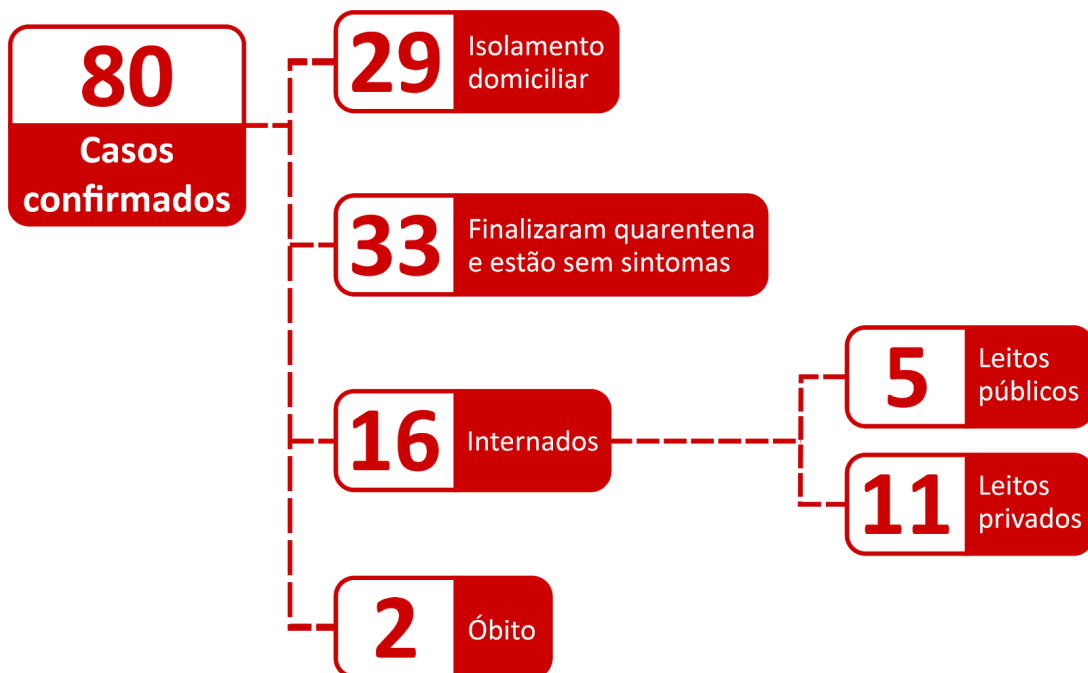 80
Casos
confirmados
29
Isolamento
domiciliar
33
Finalizaram quarentena
e estão sem sintomas
16
Internados
5
Leitos
públicos
11
Leitos
privados
2
Óbito